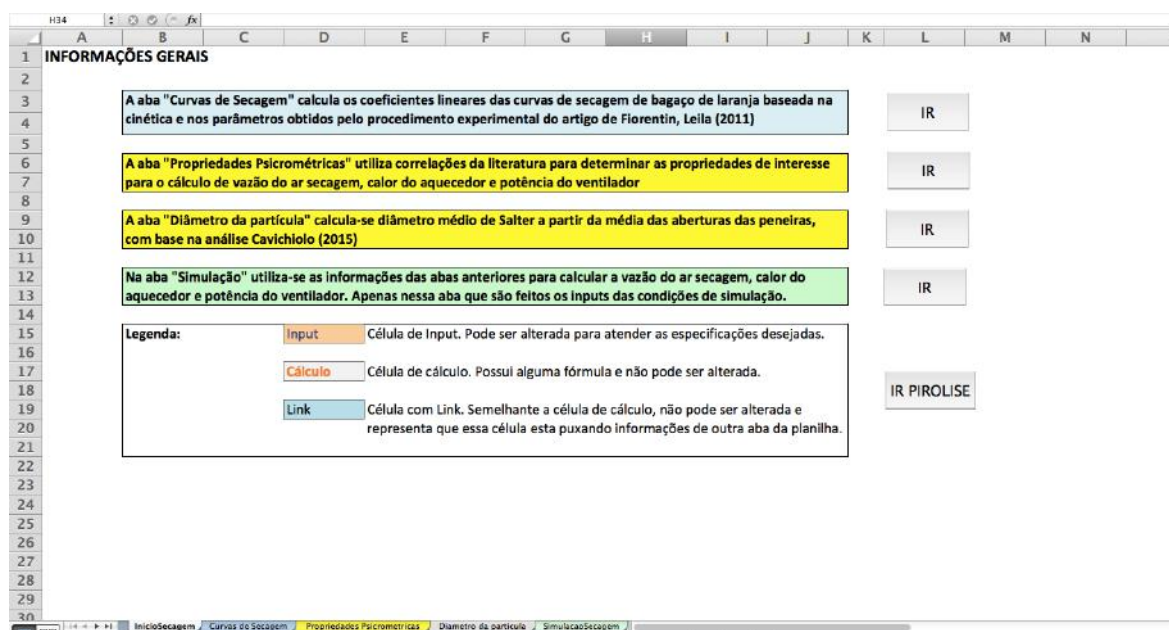 H34 fx
A B C D E F G H I J K L M N
1 INFORMAÇÕES GERAIS
2
3 A aba "Curvas de Secagem" calcula os coeficientes lineares das curvas de secagem de bagaço de laranja baseada na
4 cinética e nos parâmetros obtidos pelo procedimento experimental do artigo de Fiorentin, Leila (2011)
IR
5
6 A aba "Propriedades Psicrométricas" utiliza correlações da literatura para determinar as propriedades de interesse
7 para o cálculo de vazão do ar secagem, calor do aquecedor e potência do ventilador
IR
8
9 A aba "Diâmetro da partícula" calcula-se diâmetro médio de Salter a partir da média das aberturas das peneiras,
10 com base na análise Cavichiolo (2015)
IR
11
12 Na aba "Simulação" utiliza-se as informações das abas anteriores para calcular a vazão do ar secagem, calor do
13 aquecedor e potência do ventilador. Apenas nessa aba que são feitos os inputs das condições de simulação.
IR
14
15 Legenda: Input Célula de Input. Pode ser alterada para atender as especificações desejadas.
16
17 Cálculo Célula de cálculo. Possui alguma fórmula e não pode ser alterada.
18 IR PIROLISE
19 Link Célula com Link. Semelhante a célula de cálculo, não pode ser alterada e
20 representa que essa célula esta puxando informações de outra aba da planilha.
21
22
23
24
25
26
27
28
29
30
InicioSecagem Curvas de Secagem Propriedades Psicrometricas Diametro da particula SimulacaoSecagem